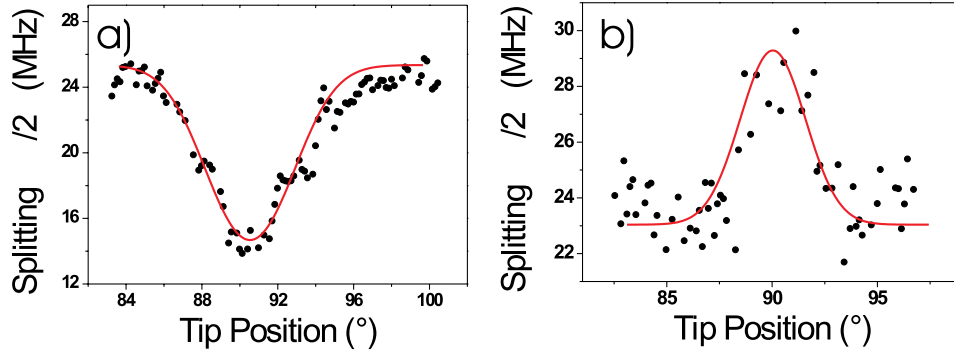 a)
Splitting /2 (MHz)
28
24
20
16
12
84 88 92 96 100
Tip Position (°)
b)
Splitting /2 (MHz)
30
28
26
24
22
85 90 95
Tip Position (°)